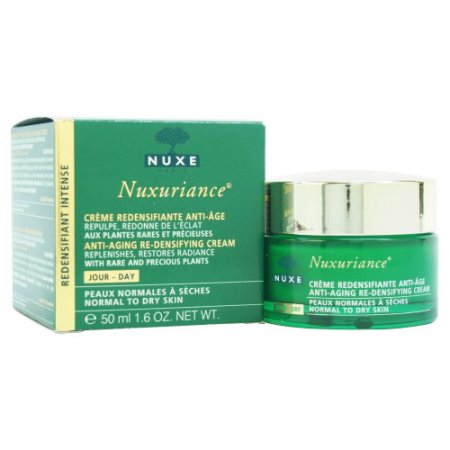 REDENSIFIANT INTENSE
NUXE
PARIS
Nuxuriance®
CRÈME REDENSIFIANTE ANTI-ÂGE
REPULPE, REDONNE DE L'ÉCLAT
AUX PLANTES RARES ET PRÉCIEUSES
ANTI-AGING RE-DENSIFYING CREAM
REPLENISHES, RESTORES RADIANCE
WITH RARE AND PRECIOUS PLANTS
JOUR - DAY
PEAUX NORMALES À SÈCHES
NORMAL TO DRY SKIN
e 50 ml 1.6 OZ. NET WT.
NUXE
Nuxuriance®
CRÈME REDENSIFIANTE ANTI-ÂGE
ANTI-AGING RE-DENSIFYING CREAM
PEAUX NORMALES À SÈCHES
NORMAL TO DRY SKIN
DAY